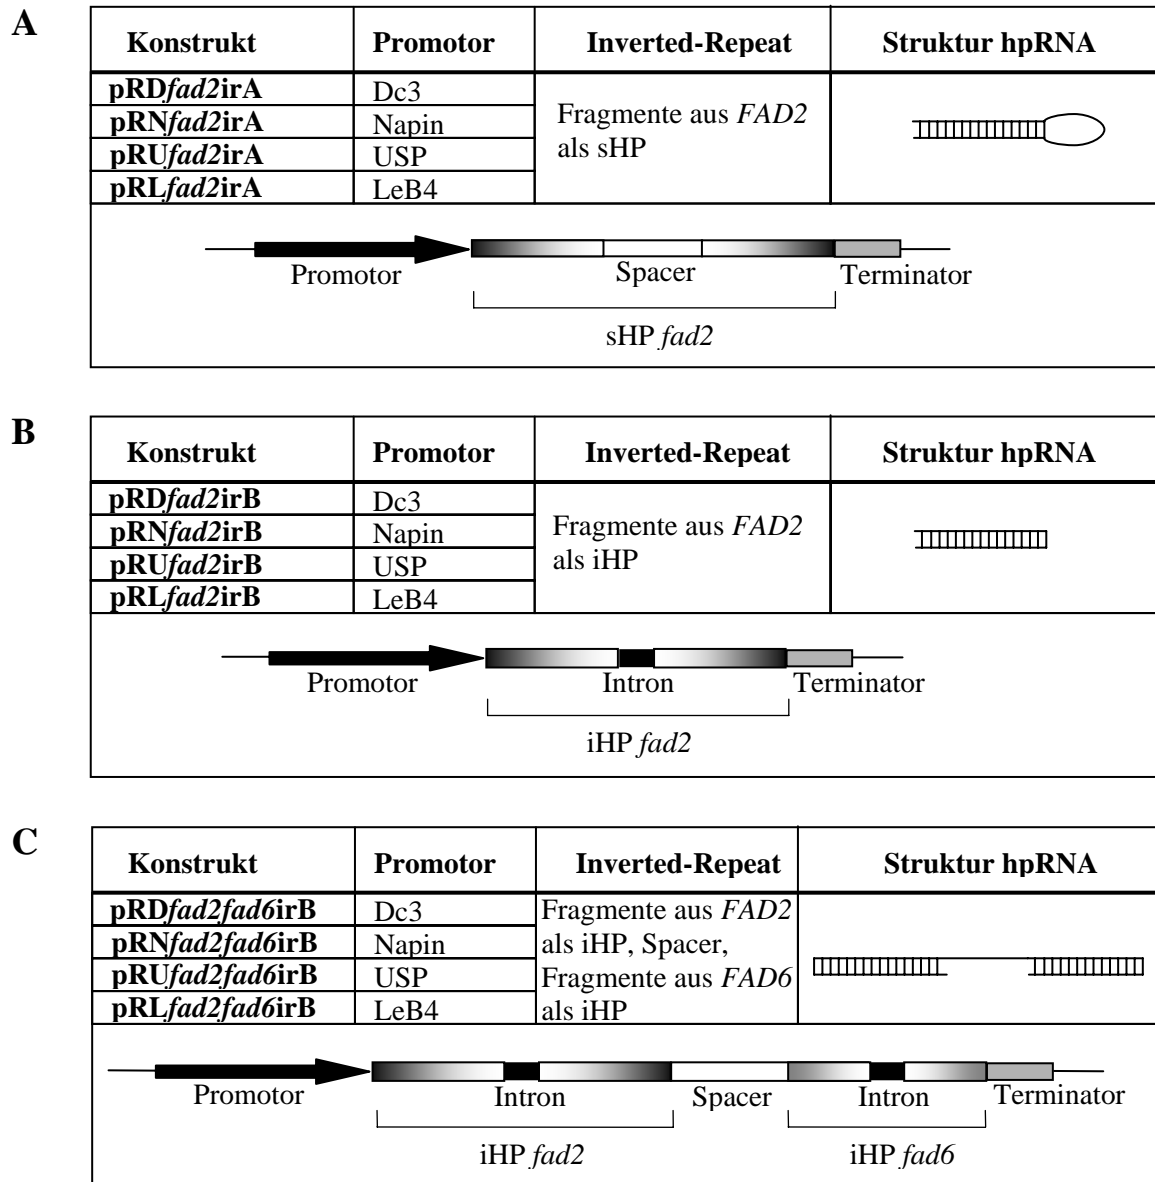 A
Konstrukt Promotor Inverted-Repeat Struktur hpRNA
pRDfad2irA Dc3
pRNfad2irA Napin
pRUfad2irA USP
pRLfad2irA LeB4
Fragmente aus FAD2
als sHP
Promotor Spacer Terminator
sHP fad2
B
Konstrukt Promotor Inverted-Repeat Struktur hpRNA
pRDfad2irB Dc3
pRNfad2irB Napin
pRUfad2irB USP
pRLfad2irB LeB4
Fragmente aus FAD2
als iHP
Promotor Intron Terminator
iHP fad2
C
Konstrukt Promotor Inverted-Repeat Struktur hpRNA
pRDfad2fad6irB Dc3
pRNfad2fad6irB Napin
pRUfad2fad6irB USP
pRLfad2fad6irB LeB4
Fragmente aus FAD2
als iHP, Spacer,
Fragmente aus FAD6
als iHP
Promotor Intron Spacer Intron Terminator
iHP fad2 iHP fad6